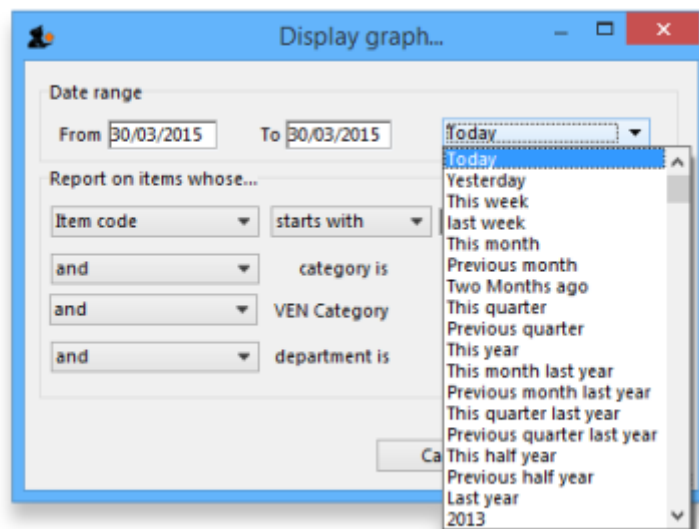 Display graph...
Date range
From 30/03/2015 To 30/03/2015 Today
Today
Yesterday
This week
last week
This month
Previous month
Two Months ago
This quarter
Previous quarter
This year
This month last year
Previous month last year
This quarter last year
Previous quarter last year
This half year
Previous half year
Last year
2013
Report on items whose...
Item code starts with
and category is
and VEN Category
and department is
Ca